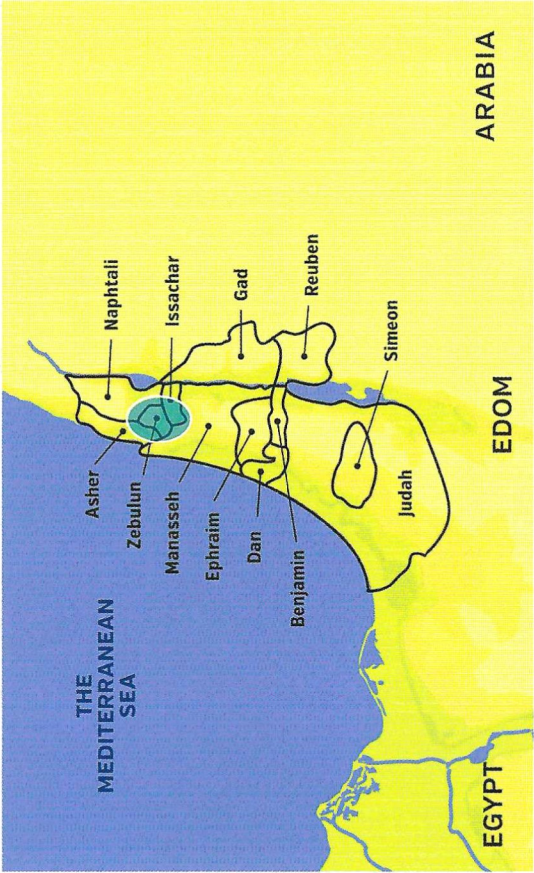 THE
MEDITERRANEAN
SEA
Asher
Zebulun
Manasseh
Ephraim
Dan
Benjamin
Naphtali
Issachar
Gad
Reuben
Simeon
Judah
EGYPT
EDOM
ARABIA